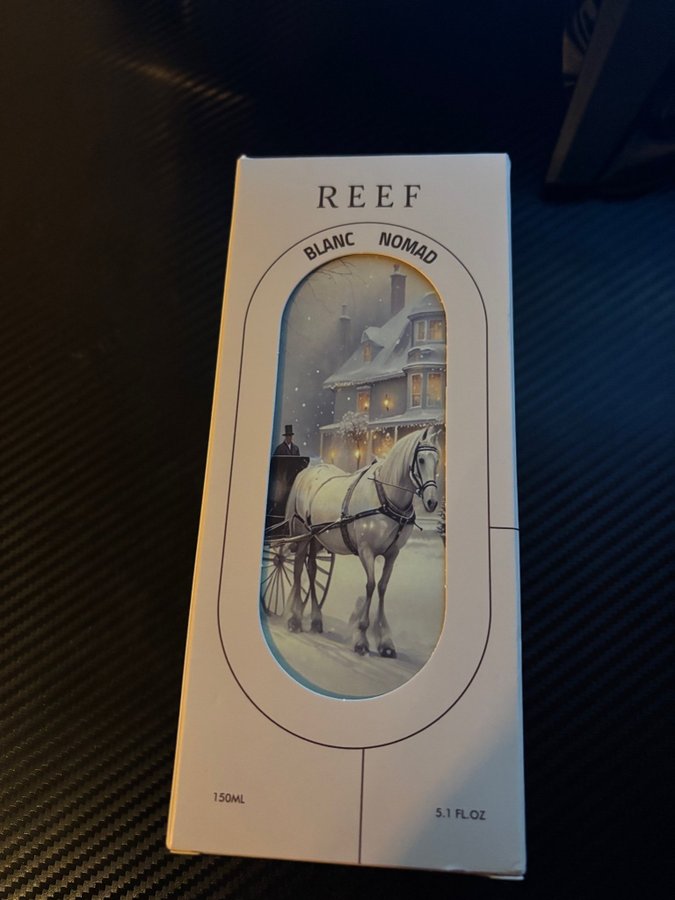 REEF
BLANC NOMAD
150ML
5.1 FL.OZ